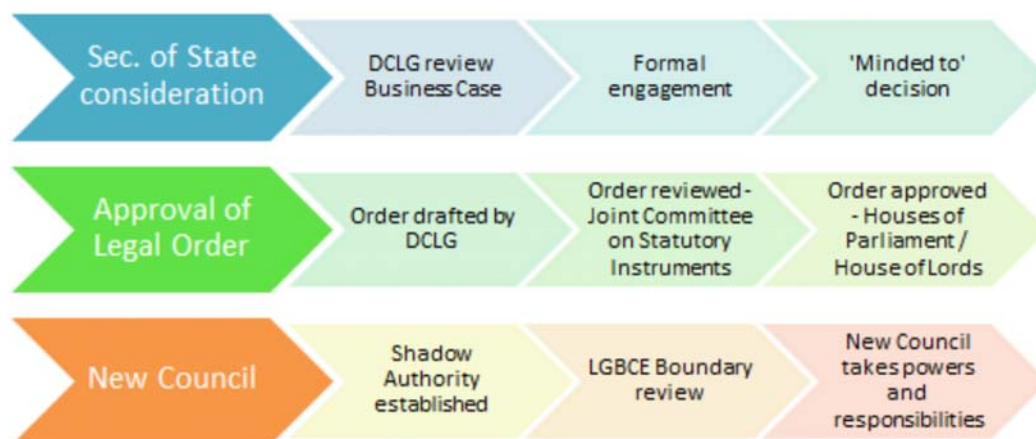 Sec. of State
consideration
DCLG review
Business Case
Formal
engagement
'Minded to'
decision
Approval of
Legal Order
Order drafted by
DCLG
Order reviewed-
Joint Committee
on Statutory
Instruments
Order approved
- Houses of
Parliament /
House of Lords
New Council
Shadow
Authority
established
LGBCE Boundary
review
New Council
takes powers
and
responsibilities